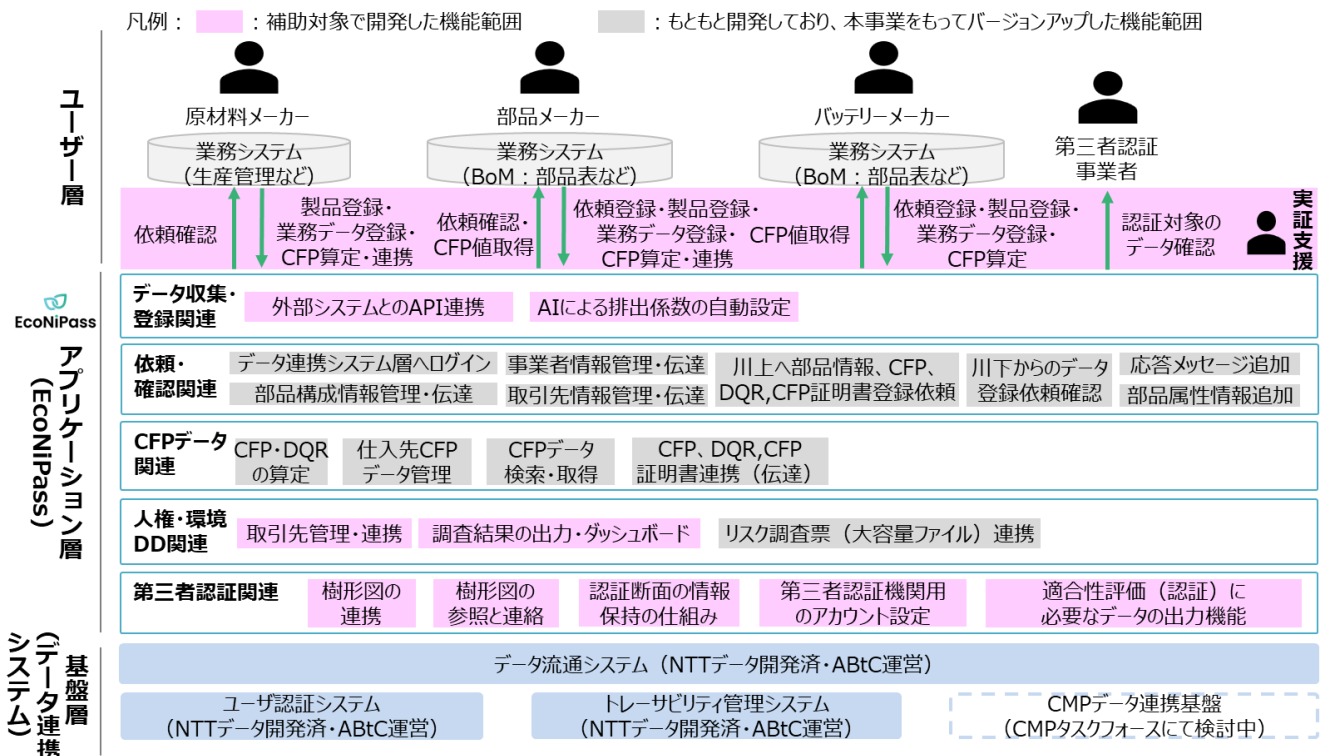 凡例：　：補助対象で開発した機能範囲　：もともと開発しており、本事業をもってバージョンアップした機能範囲
ユーザー層
原材料メーカー
業務システム
（生産管理など）
部品メーカー
業務システム
（BoM：部品表など）
バッテリーメーカー
業務システム
（BoM：部品表など）
第三者認証
事業者
依頼確認
製品登録・
業務データ登録・
CFP算定・連携
依頼確認・
CFP値取得
依頼登録・製品登録・
業務データ登録・
CFP算定・連携
CFP値取得
依頼登録・製品登録・
業務データ登録・
CFP算定
認証対象の
データ確認
実証支援
EcoNiPass
アプリケーション層
(EcoNiPass)
データ収集・
登録関連
外部システムとのAPI連携
AIによる排出係数の自動設定
依頼・
確認関連
データ連携システム層へログイン
部品構成情報管理・伝達
事業者情報管理・伝達
取引先情報管理・伝達
川上へ部品情報、CFP、
DQR,CFP証明書登録依頼
川下からのデータ
登録依頼確認
応答メッセージ追加
部品属性情報追加
CFPデータ
関連
CFP・DQR
の算定
仕入先CFP
データ管理
CFPデータ
検索・取得
CFP、DQR,CFP
証明書連携（伝達）
人権・環境
DD関連
取引先管理・連携
調査結果の出力・ダッシュボード
リスク調査票（大容量ファイル）連携
第三者認証関連
樹形図の
連携
樹形図の
参照と連絡
認証断面の情報
保持の仕組み
第三者認証機関用
のアカウント設定
適合性評価（認証）に
必要なデータの出力機能
基盤層
(データ連携
システム)
データ流通システム（NTTデータ開発済・ABtC運営）
ユーザ認証システム
（NTTデータ開発済・ABtC運営）
トレーサビリティ管理システム
（NTTデータ開発済・ABtC運営）
CMPデータ連携基盤
（CMPタスクフォースにて検討中）